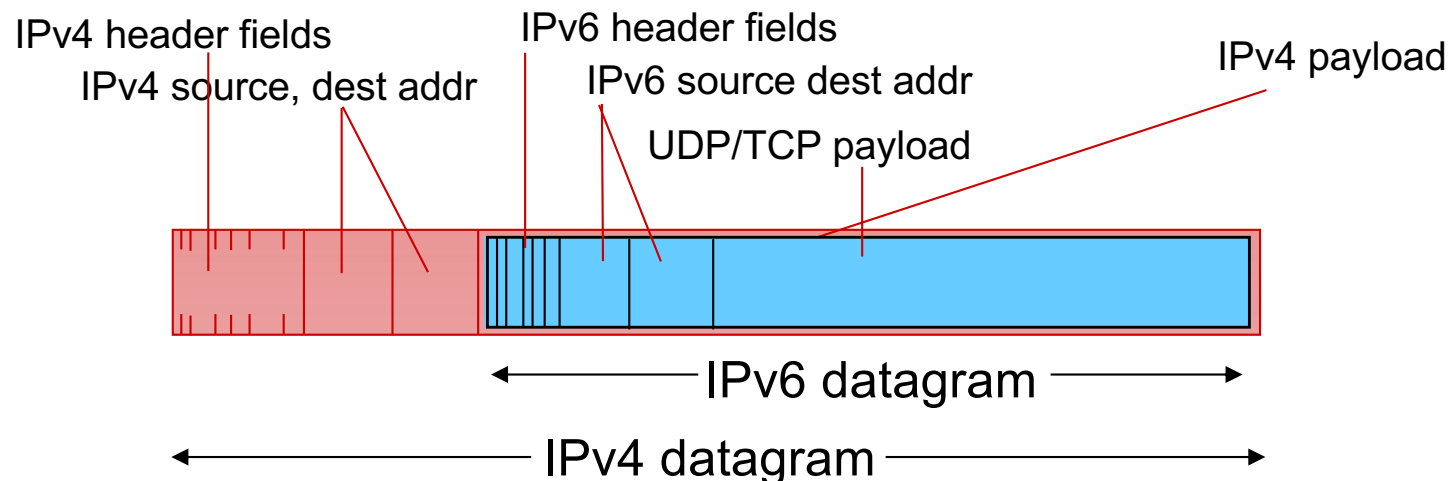 IPv4 header fields
IPv6 header fields
IPv4 payload
IPv4 source, dest addr
IPv6 source dest addr
UDP/TCP payload
IPv6 datagram
IPv4 datagram